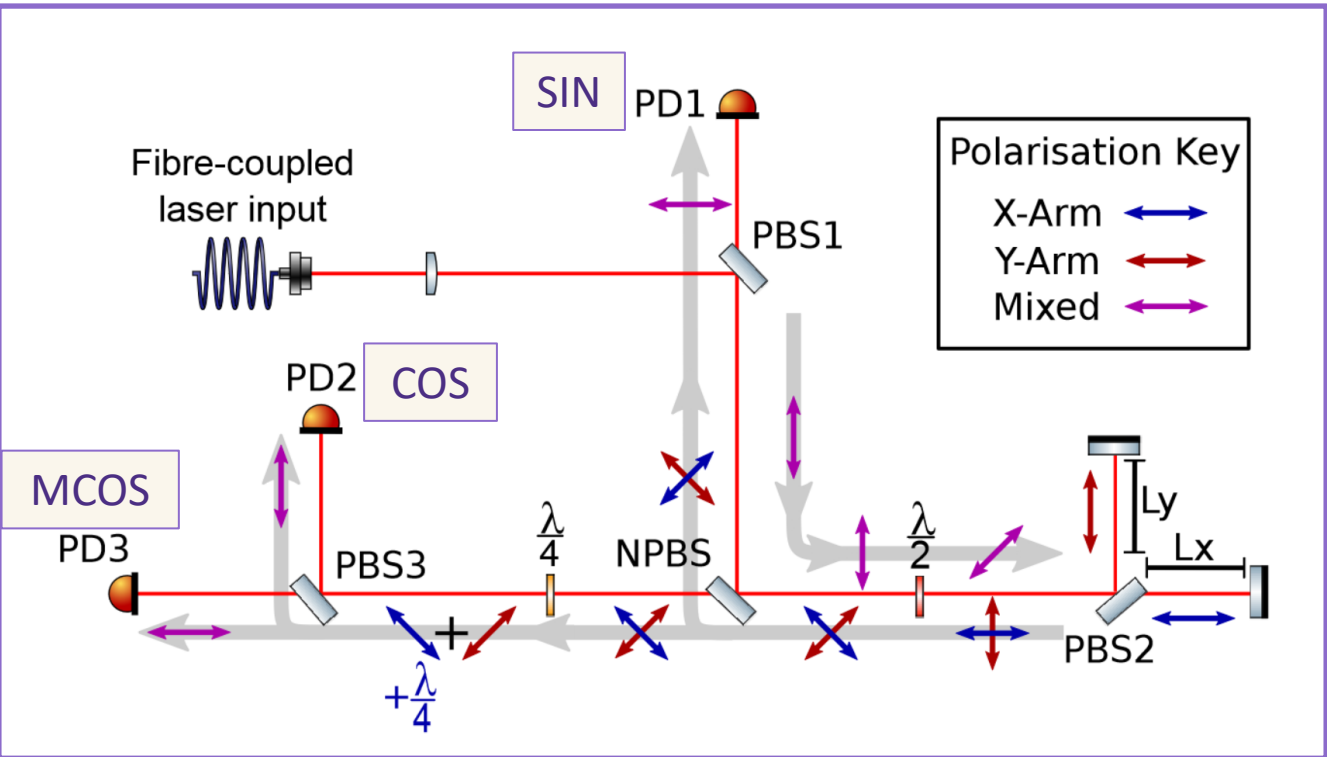 SIN
PD1
Fibre-coupled
laser input
PBS1
Polarisation Key
X-Arm
Y-Arm
Mixed
PD2
COS
MCOS
PD3
PBS3
λ
4
NPBS
λ
2
Ly
Lx
PBS2
+
+λ
4